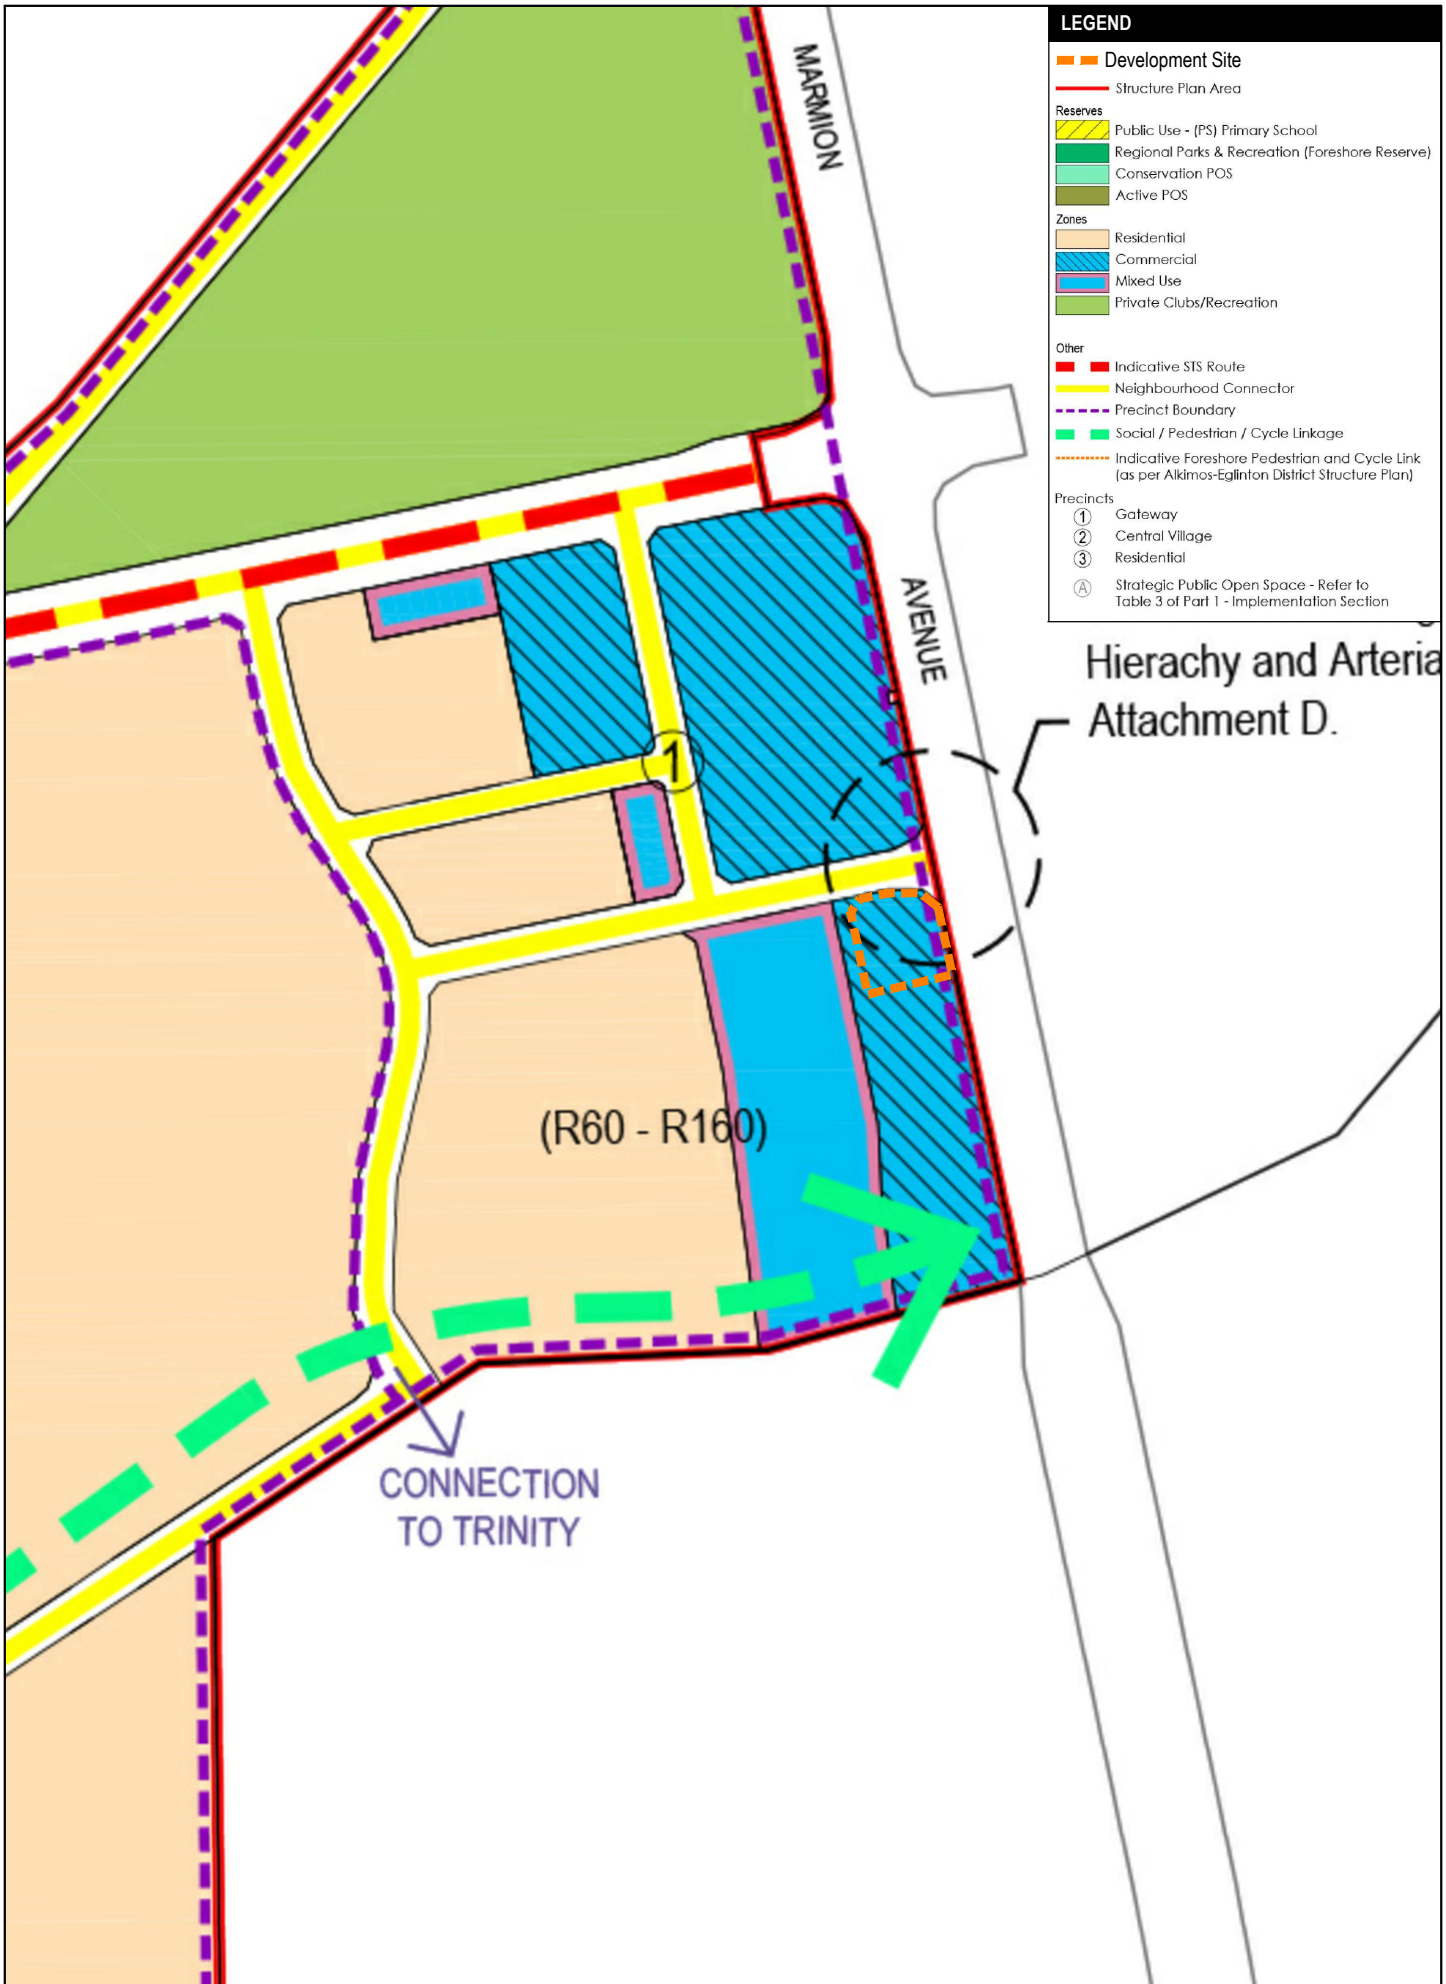 LEGEND
Development Site
Structure Plan Area
Reserves
Public Use - (PS) Primary School
Regional Parks & Recreation (Foreshore Reserve)
Conservation POS
Active POS
Zones
Residential
Commercial
Mixed Use
Private Clubs/Recreation
Other
Indicative STS Route
Neighbourhood Connector
Precinct Boundary
Social / Pedestrian / Cycle Linkage
Indicative Foreshore Pedestrian and Cycle Link
(as per Alkimos-Eglinton District Structure Plan)
Precincts
1 Gateway
2 Central Village
3 Residential
A Strategic Public Open Space - Refer to
Table 3 of Part 1 - Implementation Section
MARMION
AVENUE
Hierachy and Arteria
Attachment D.
1
(R60 - R160)
CONNECTION
TO TRINITY